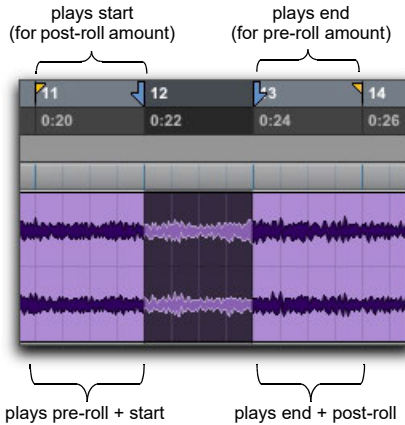 plays start
(for post-roll amount)
plays end
(for pre-roll amount)
11 12 13 14
0:20 0:22 0:24 0:26
plays pre-roll + start
plays end + post-roll